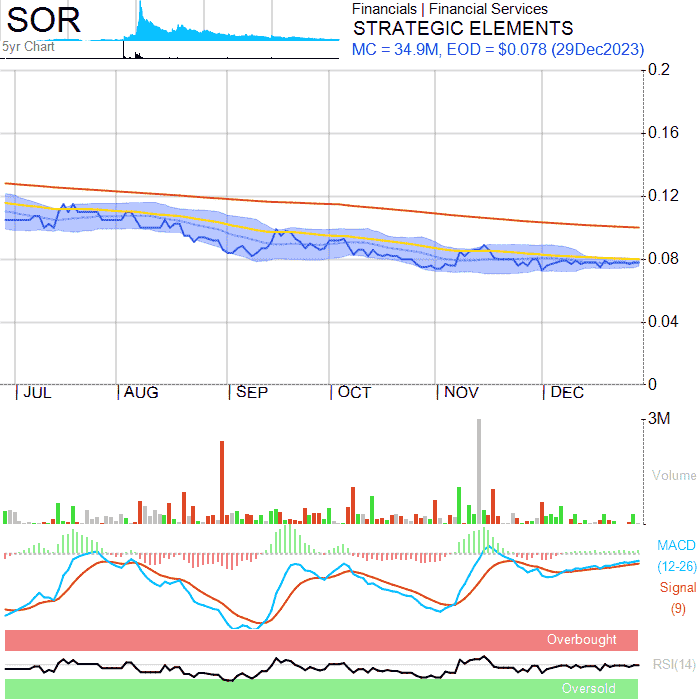 SOR
5yr Chart
Financials | Financial Services
STRATEGIC ELEMENTS
MC = 34.9M, EOD = $0.078 (29Dec2023)
0.2
0.16
0.12
0.08
0.04
0
| JUL | AUG | SEP | OCT | NOV | DEC
3M
Volume
MACD
(12-26)
Signal
(9)
Overbought
RSI(14)
Oversold